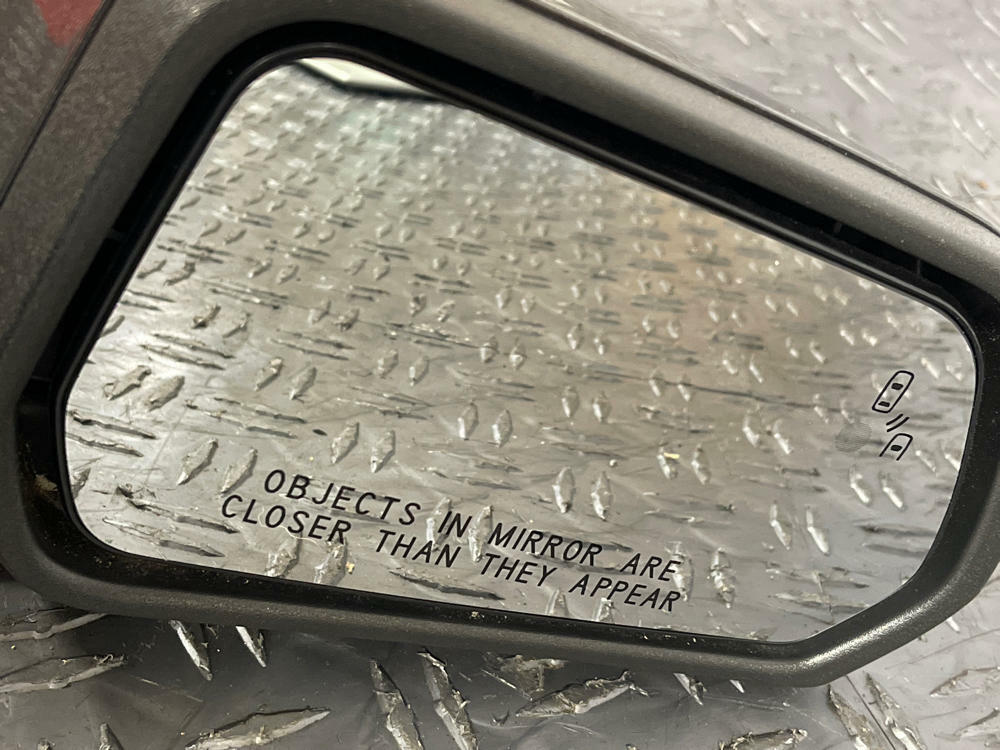 OBJECTS IN MIRROR ARE
CLOSER THAN THEY APPEAR